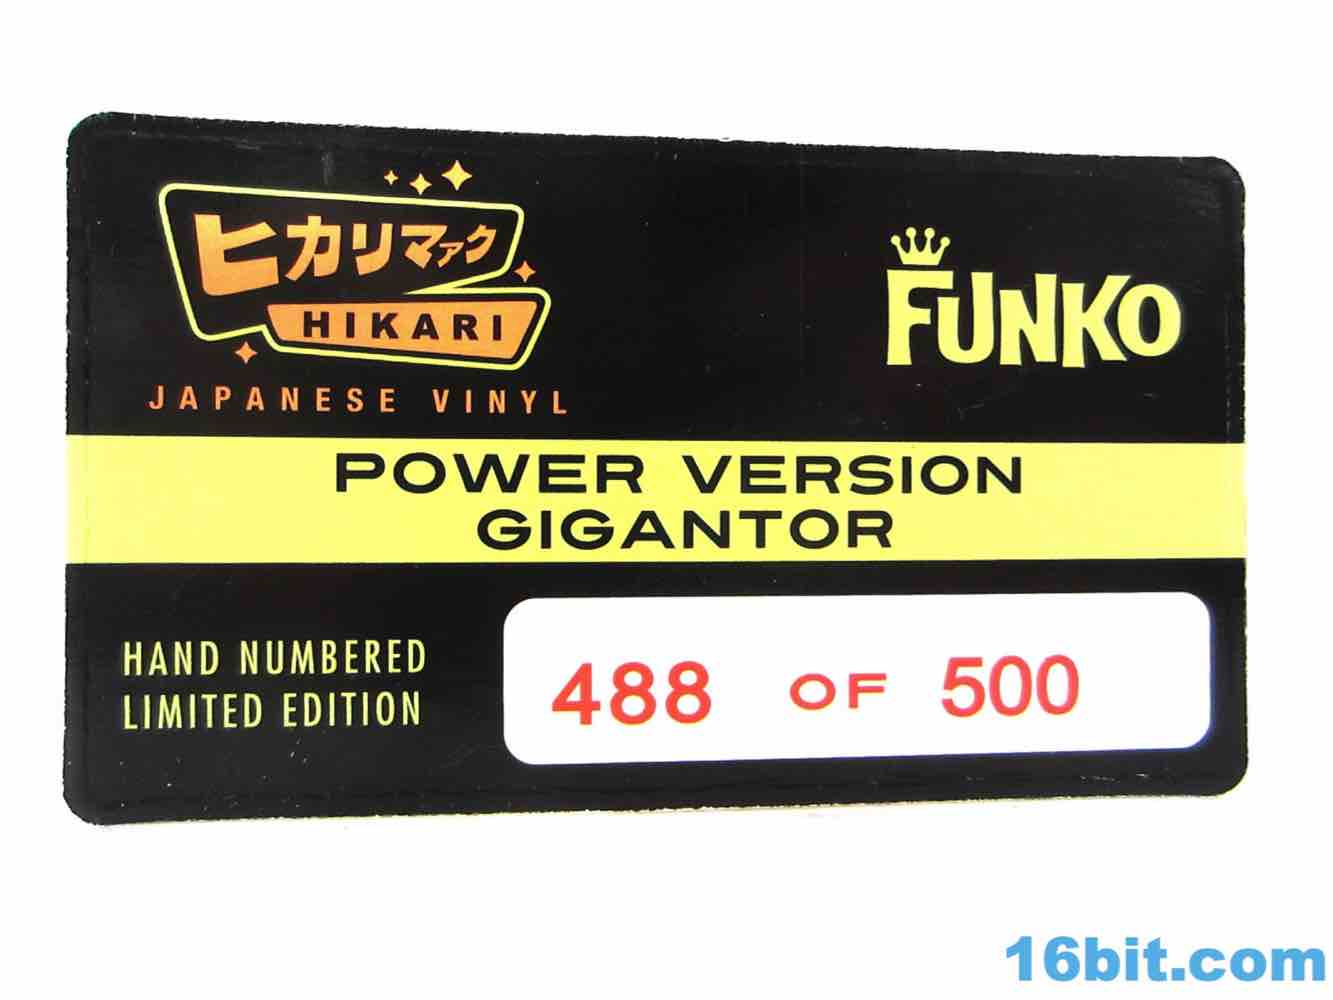 ヒカリマァク
HIKARI
JAPANESE VINYL
FUNKO
POWER VERSION
GIGANTOR
HAND NUMBERED
LIMITED EDITION
488 OF 500
16bit.com